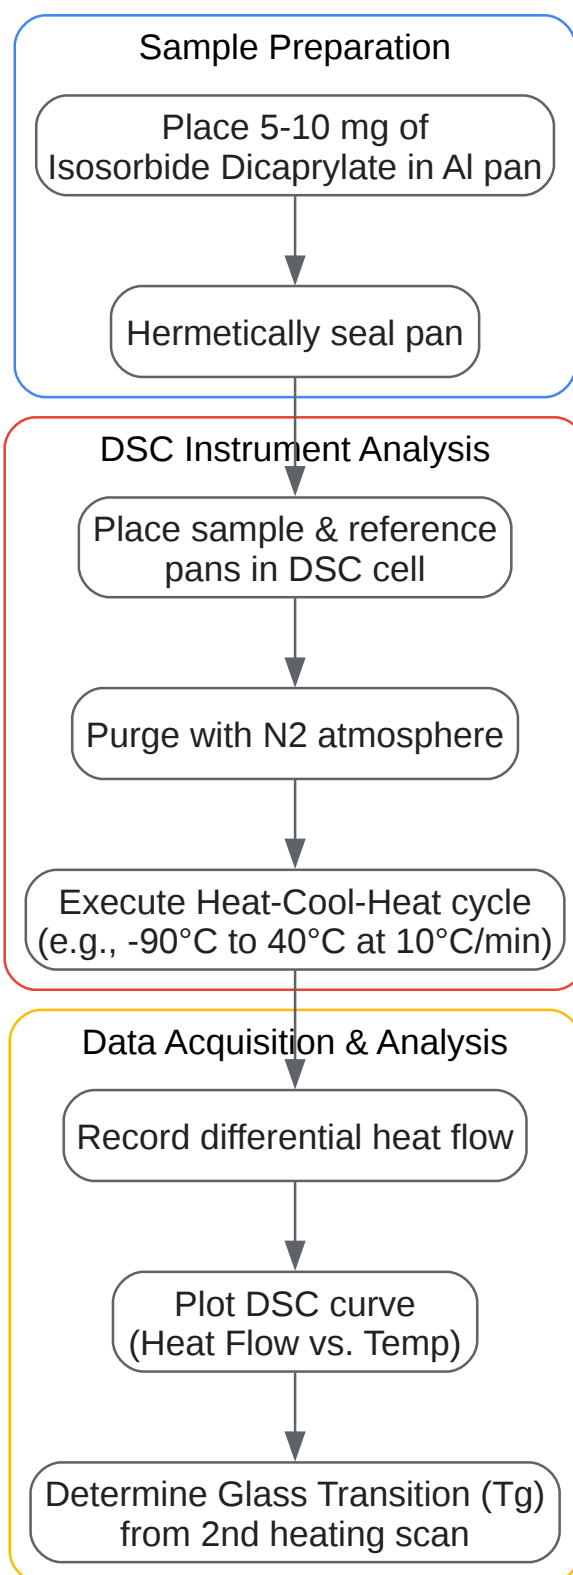 Sample Preparation
Place 5-10 mg of
Isosorbide Dicaprylate in Al pan
Hermetically seal pan
DSC Instrument Analysis
Place sample & reference
pans in DSC cell
Purge with N2 atmosphere
Execute Heat-Cool-Heat cycle
(e.g., -90°C to 40°C at 10°C/min)
Data Acquisition & Analysis
Record differential heat flow
Plot DSC curve
(Heat Flow vs. Temp)
Determine Glass Transition (Tg)
from 2nd heating scan